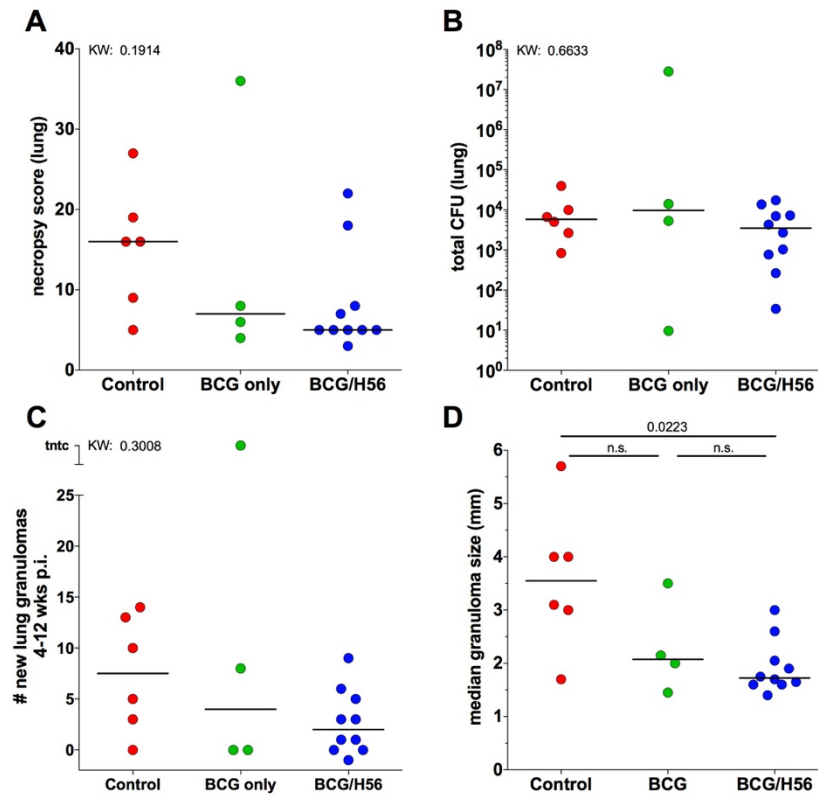 A
KW: 0.1914
necropsy score (lung)
40
30
20
10
0
Control BCG only BCG/H56
B
KW: 0.6633
total CFU (lung)
10⁸
10⁷
10⁶
10⁵
10⁴
10³
10²
10¹
10⁰
Control BCG only BCG/H56
C
tntc KW: 0.3008
# new lung granulomas
4-12 wks p.i.
25
20
15
10
5
0
Control BCG only BCG/H56
D
0.0223
n.s. n.s.
median granuloma size (mm)
6
5
4
3
2
1
0
Control BCG BCG/H56